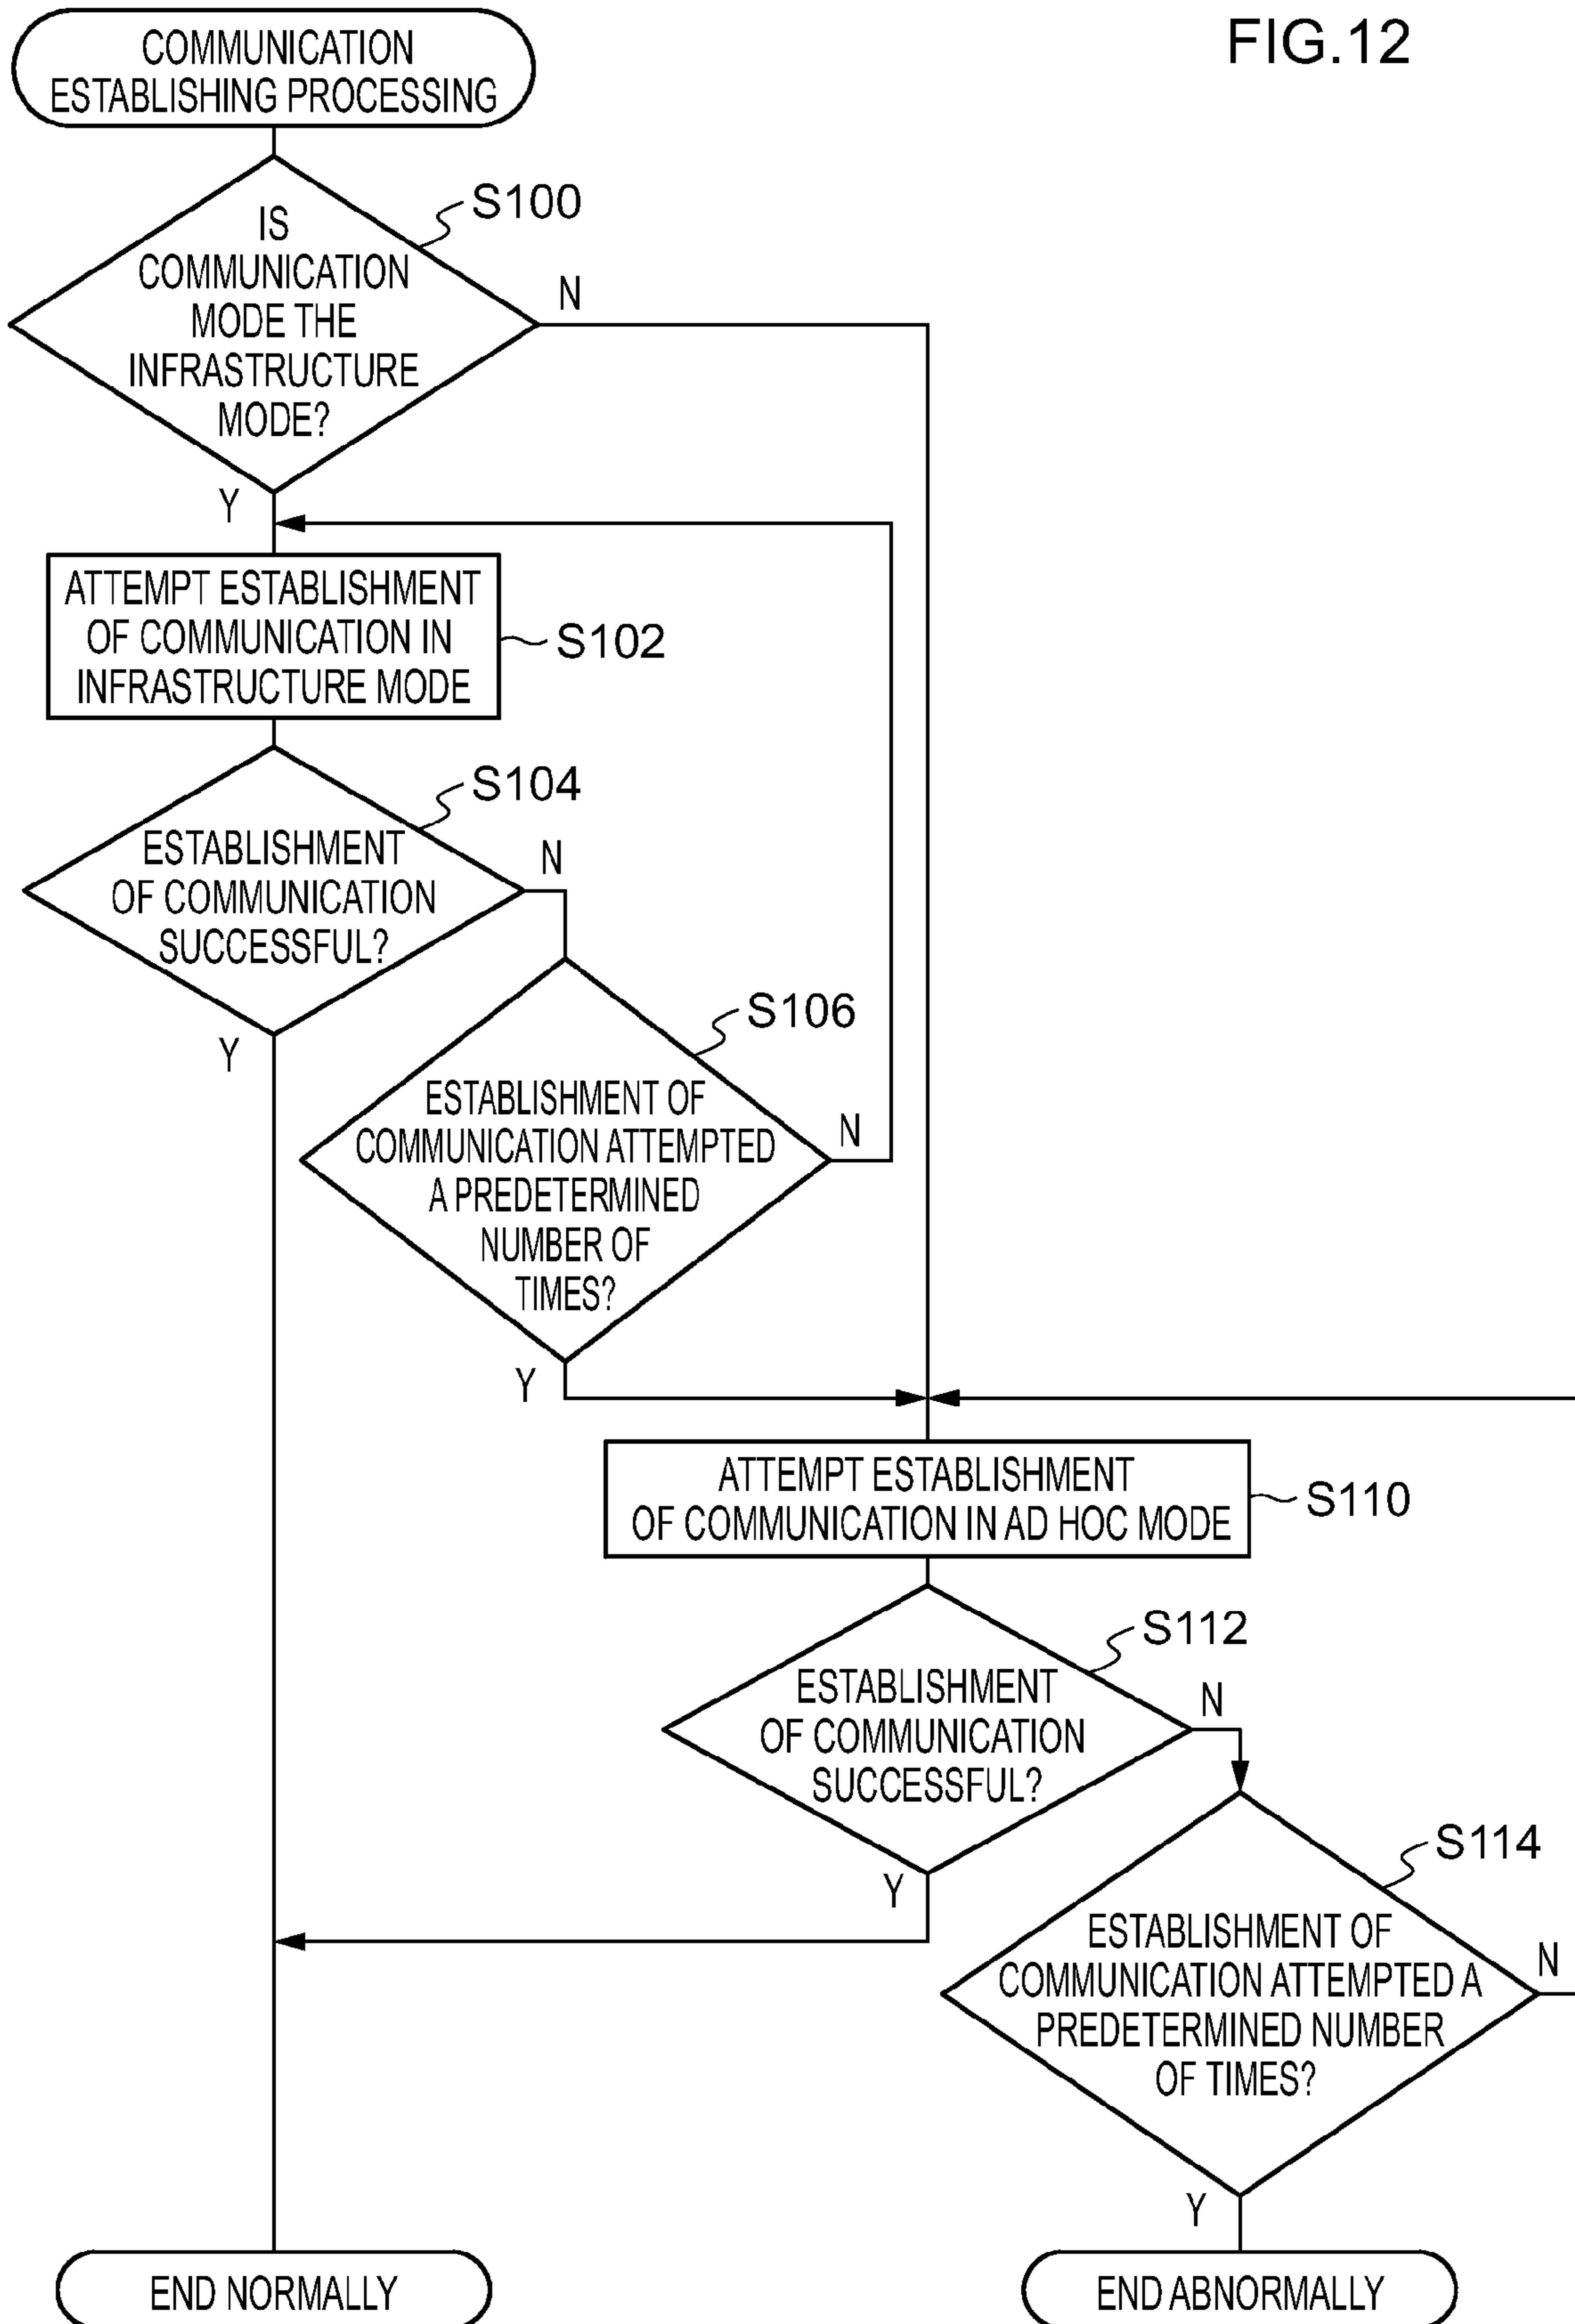 FIG.12
COMMUNICATION
ESTABLISHING PROCESSING
S100
IS
COMMUNICATION
MODE THE
INFRASTRUCTURE
MODE?
N
Y
ATTEMPT ESTABLISHMENT
OF COMMUNICATION IN
INFRASTRUCTURE MODE
S102
S104
ESTABLISHMENT
OF COMMUNICATION
SUCCESSFUL?
N
Y
S106
ESTABLISHMENT OF
COMMUNICATION ATTEMPTED
A PREDETERMINED
NUMBER OF
TIMES?
N
Y
ATTEMPT ESTABLISHMENT
OF COMMUNICATION IN AD HOC MODE
S110
S112
ESTABLISHMENT
OF COMMUNICATION
SUCCESSFUL?
N
Y
S114
ESTABLISHMENT OF
COMMUNICATION ATTEMPTED A
PREDETERMINED NUMBER
OF TIMES?
N
Y
END NORMALLY
END ABNORMALLY